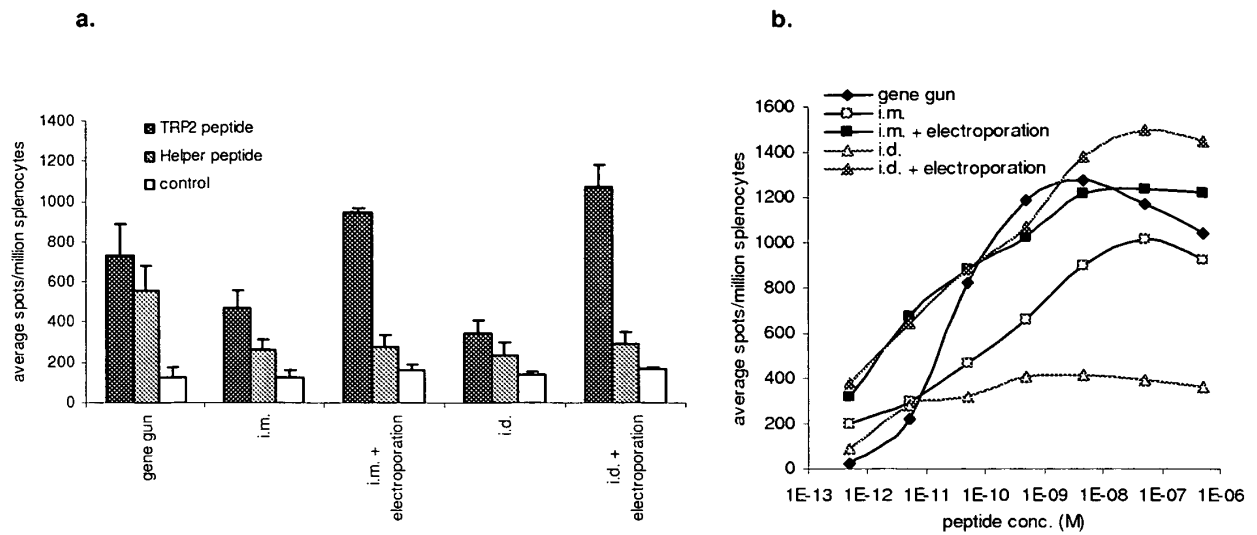 a.
average spots/million splenocytes
1400
1200
1000
800
600
400
200
0
TRP2 peptide
Helper peptide
control
gene gun
i.m.
i.m. +
electroporation
i.d.
i.d. +
electroporation
b.
average spots/million splenocytes
1600
1400
1200
1000
800
600
400
200
0
gene gun
i.m.
i.m. + electroporation
i.d.
i.d. + electroporation
1E-13 1E-12 1E-11 1E-10 1E-09 1E-08 1E-07 1E-06
peptide conc. (M)